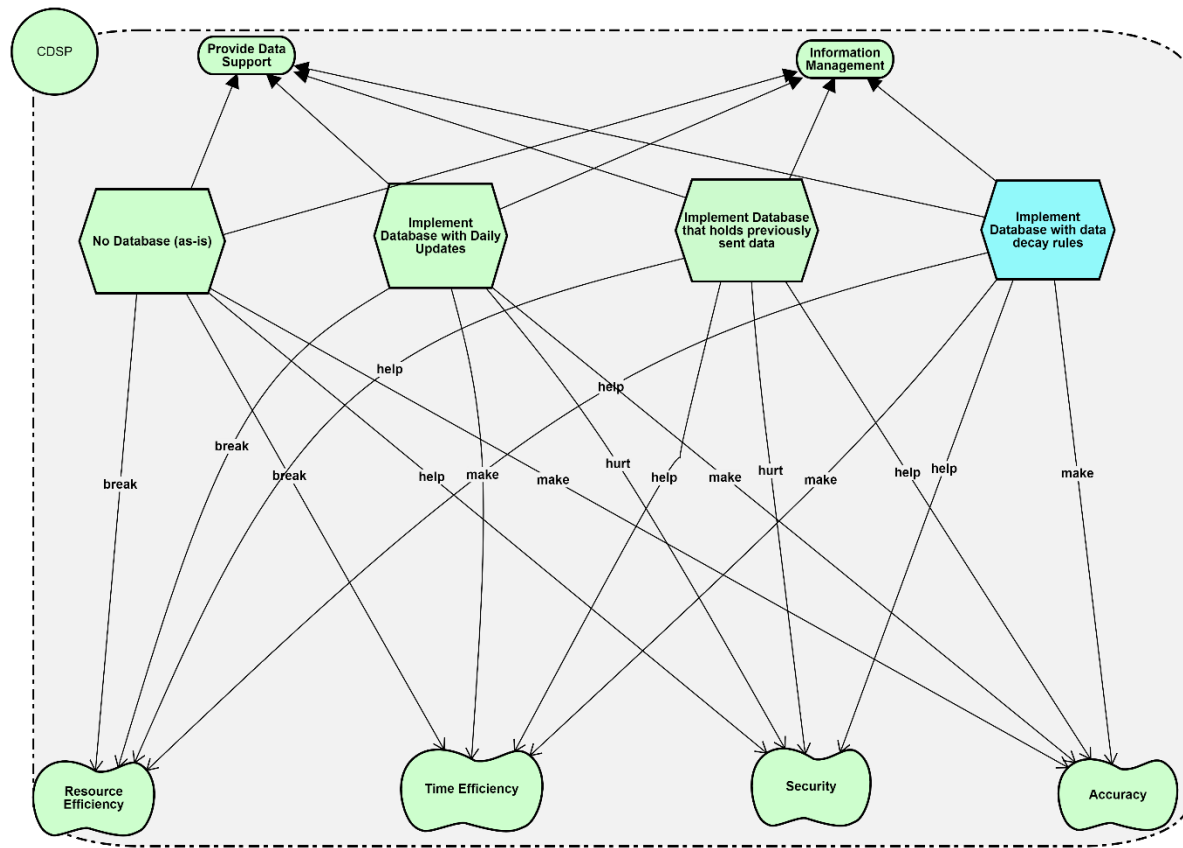 CDSP
Provide Data
Support
Information
Management
No Database (as-is)
Implement
Database with Daily
Updates
Implement Database
that holds previously
sent data
Implement
Database with data
decay rules
help
help
break
hurt
break
help
break
make
make
help
hurt
make
help
make
help
make
Resource
Efficiency
Time Efficiency
Security
Accuracy